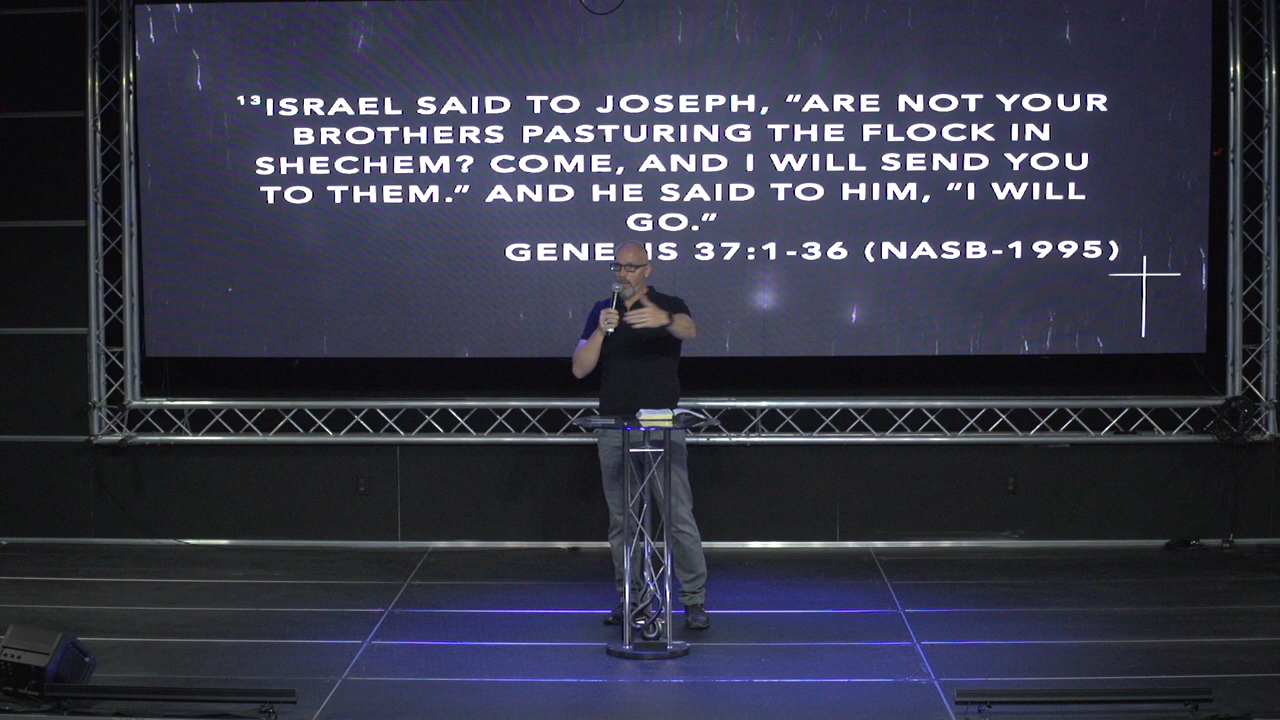 ¹³ISRAEL SAID TO JOSEPH, “ARE NOT YOUR
BROTHERS PASTURING THE FLOCK IN
SHECHEM? COME, AND I WILL SEND YOU
TO THEM.” AND HE SAID TO HIM, “I WILL
GO.”
GENESIS 37:1-36 (NASB-1995)